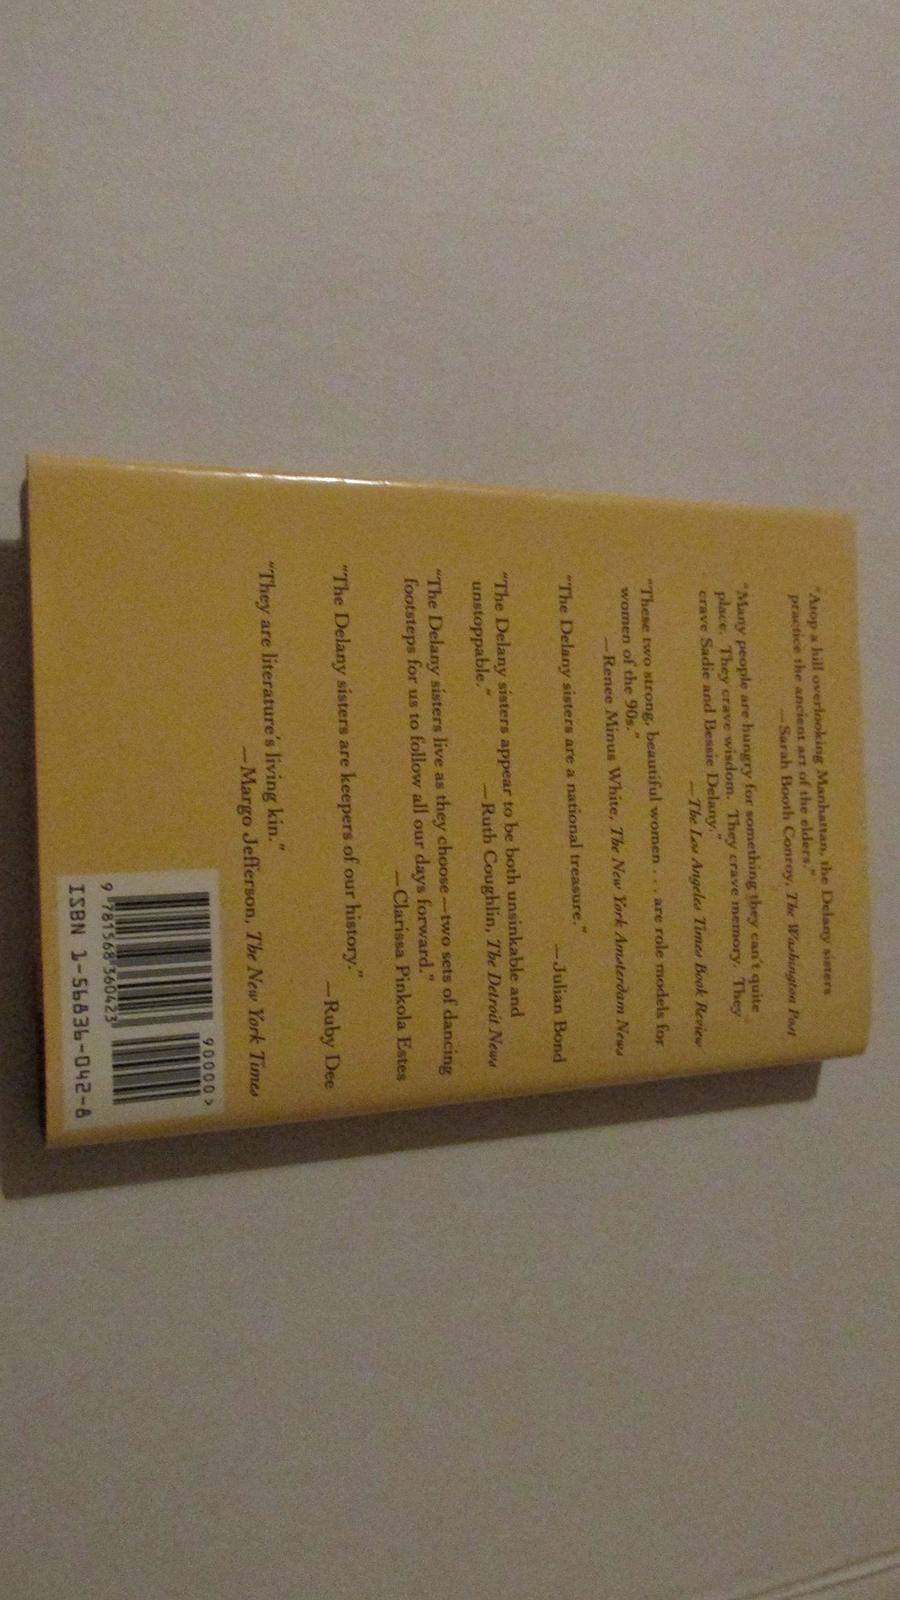 "Atop a hill overlooking Manhattan, the Delany sisters
practice the ancient art of the elders."
—Sarah Booth Conroy, The Washington Post
"Many people are hungry for something they can't quite
place. They crave wisdom. They crave memory. They
crave Sadie and Bessie Delany."
—The Los Angeles Times Book Review
"These two strong, beautiful women . . . are role models for
women of the 90s."
—Renee Minus White, The New York Amsterdam News
"The Delany sisters are a national treasure."
—Julian Bond
"The Delany sisters appear to be both unsinkable and
unstoppable."
—Ruth Coughlin, The Detroit News
"The Delany sisters live as they choose—two sets of dancing
footsteps for us to follow all our days forward."
—Clarissa Pinkola Estes
"The Delany sisters are keepers of our history."
—Ruby Dee
"They are literature's living kin."
—Margo Jefferson, The New York Times
90000>
9 781568 360423
ISBN 1-56836-042-8